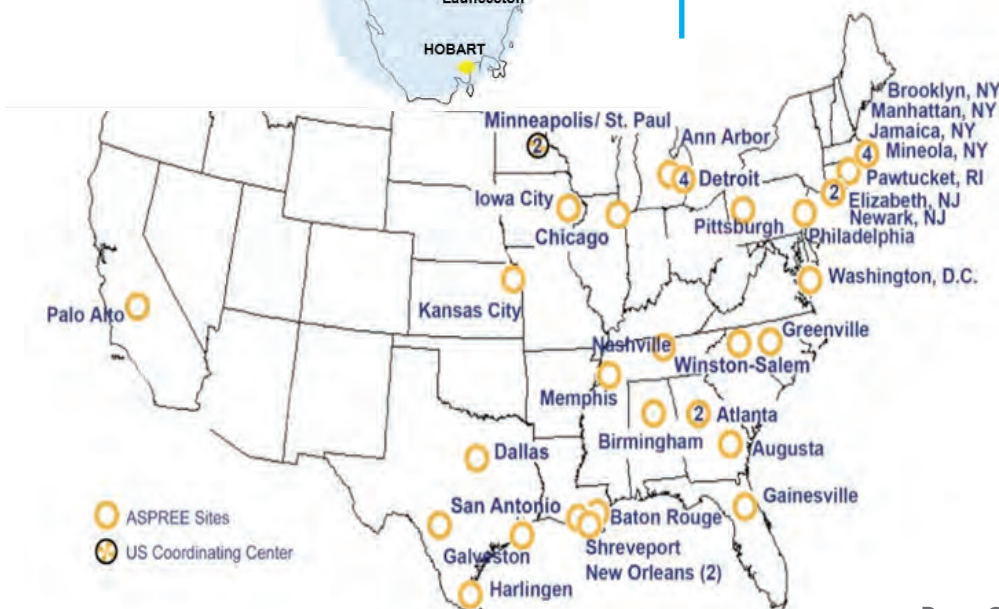 Launceston
HOBART
Brooklyn, NY
Manhattan, NY
Jamaica, NY
Mineola, NY
4
Pawtucket, RI
2
Elizabeth, NJ
Newark, NJ
Minneapolis/ St. Paul
2
Ann Arbor
4 Detroit
Iowa City
Chicago
Pittsburgh
Philadelphia
Washington, D.C.
Kansas City
Palo Alto
Nashville
Greenville
Winston-Salem
Memphis
2 Atlanta
Birmingham
Augusta
Dallas
San Antonio
Baton Rouge
Gainesville
Galveston
Shreveport
New Orleans (2)
Harlingen
ASPREE Sites
US Coordinating Center